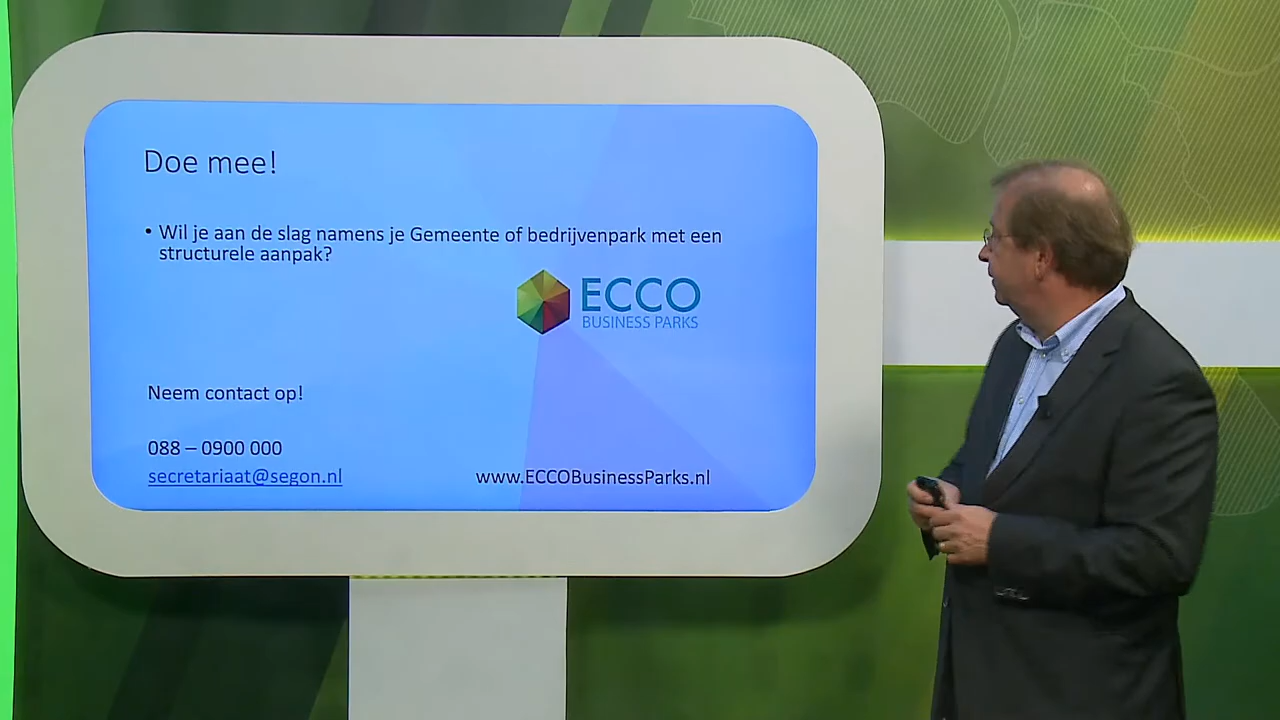 Doe mee!
• Wil je aan de slag namens je Gemeente of bedrijvenpark met een
structurele aanpak?
ECCO
BUSINESS PARKS
Neem contact op!
088 – 0900 000
secretariaat@segon.nl
www.ECCOBusinessParks.nl